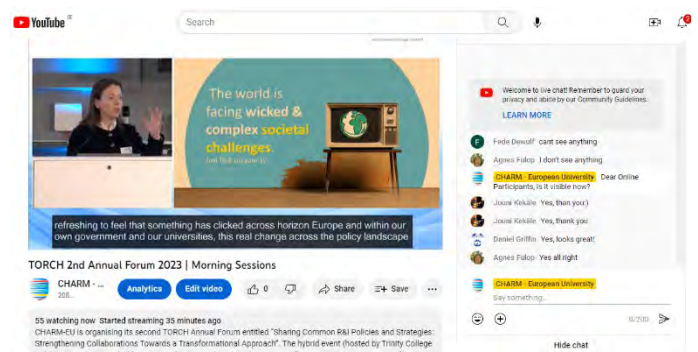 YouTube
Search
2
The world is
facing wicked &
complex societal
challenges.
refreshing to feel that something has clicked across horizon Europe and within our
own government and our universities, this real change across the policy landscape
TORCH 2nd Annual Forum 2023 | Morning Sessions
CHARM - ...
Analytics
Edit video
0
Share
Save
...
55 watching now Started streaming 35 minutes ago
CHARM-EU is organising its second TORCH Annual Forum entitled "Sharing Common R&I Policies and Strategies:
Strengthening Collaborations Towards a Transformational Approach". The hybrid event (hosted by Trinity College
Welcome to live chat! Remember to guard your
privacy and abide by our Community Guidelines.
LEARN MORE
F
Fede Dewulf cant see anything
Agnes Fulop I don't see anything
CHARM - European University Dear Online
Participants, is it visible now?
Jouni Kekäle Yes, than you:)
Jouni Kekäle Yes, thank you
Daniel Griffin Yes, looks great!
Agnes Fulop Yes all right
CHARM - European University
Say something...
0/200
Hide chat